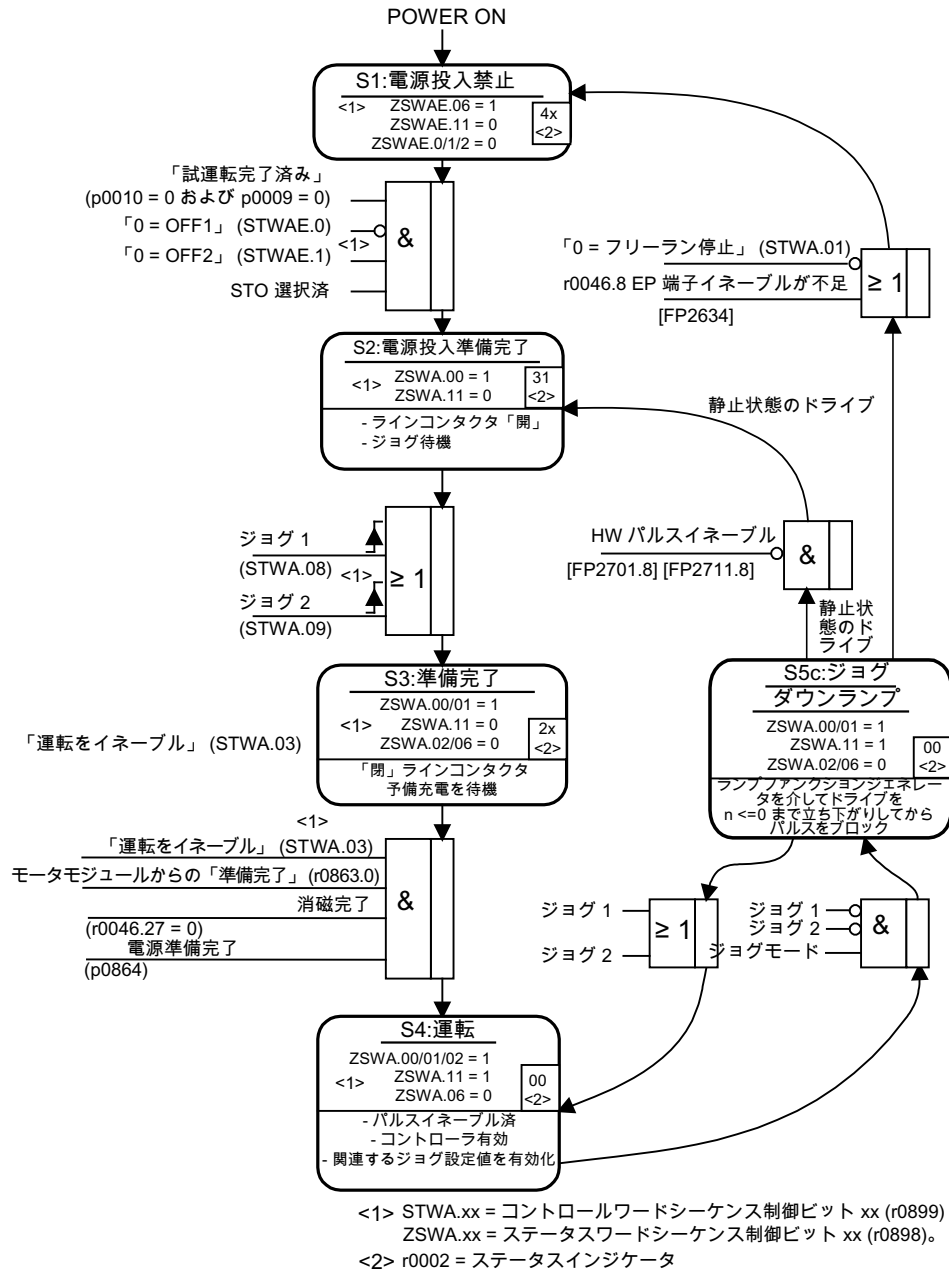 POWER ON
S1:電源投入禁止
<1> ZSWAE.06 = 1
ZSWAE.11 = 0
ZSWAE.0/1/2 = 0
4x
<2>
「試運転完了済み」
(p0010 = 0 および p0009 = 0)
「0 = OFF1」 (STWAE.0)
<1>
「0 = OFF2」 (STWAE.1)
STO 選択済
&
「0 = フリーラン停止」 (STWA.01)
r0046.8 EP 端子イネーブルが不足
[FP2634]
≥ 1
S2:電源投入準備完了
<1> ZSWA.00 = 1
ZSWA.11 = 0
31
<2>
- ラインコンタクタ「開」
- ジョグ待機
静止状態のドライブ
ジョグ 1
(STWA.08) <1>
ジョグ 2
(STWA.09)
≥ 1
HW パルスイネーブル
[FP2701.8] [FP2711.8]
&
静止状
態のド
ライブ
S3:準備完了
ZSWA.00/01 = 1
<1> ZSWA.11 = 0
ZSWA.02/06 = 0
2x
<2>
「閉」ラインコンタクタ
予備充電を待機
「運転をイネーブル」 (STWA.03)
S5c:ジョグ
ダウンランプ
ZSWA.00/01 = 1
ZSWA.11 = 1
ZSWA.02/06 = 0
00
<2>
ランプファンクションジェネレー
タを介してドライブを
n <=0 まで立ち下がりしてから
パルスをブロック
<1>
「運転をイネーブル」 (STWA.03)
モータモジュールからの「準備完了」 (r0863.0)
消磁完了
(r0046.27 = 0)
電源準備完了
(p0864)
&
ジョグ 1
ジョグ 2
≥ 1
ジョグ 1
ジョグ 2
ジョグモード
&
S4:運転
ZSWA.00/01/02 = 1
<1> ZSWA.11 = 1
ZSWA.06 = 0
00
<2>
- パルスイネーブル済
- コントローラ有効
- 関連するジョグ設定値を有効化
<1> STWA.xx = コントロールワードシーケンス制御ビット xx (r0899)
ZSWA.xx = ステータスワードシーケンス制御ビット xx (r0898)。
<2> r0002 = ステータスインジケータ